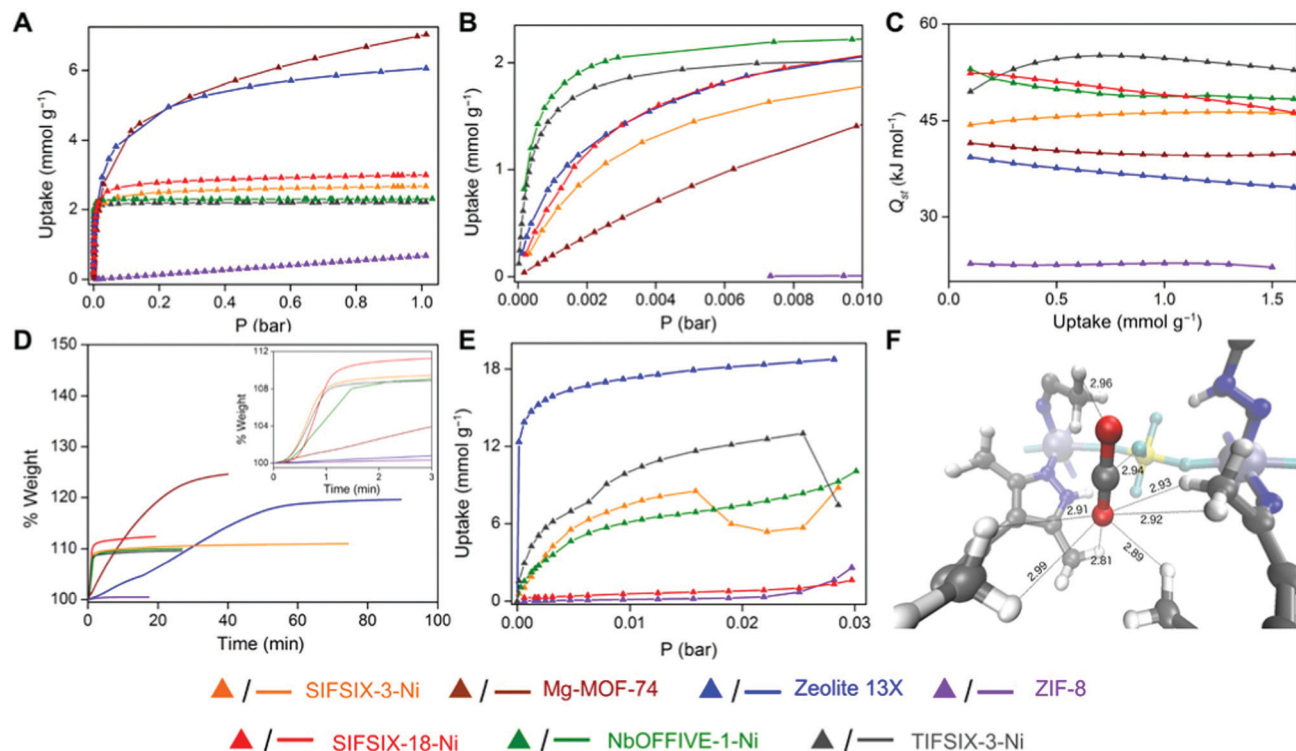 A
Uptake (mmol g⁻¹)
6
4
2
0
0.0 0.2 0.4 0.6 0.8 1.0
P (bar)
B
Uptake (mmol g⁻¹)
2
1
0
0.000 0.002 0.004 0.006 0.008 0.010
P (bar)
C
Qst (kJ mol⁻¹)
60
45
30
0.5 1.0 1.5
Uptake (mmol g⁻¹)
D
% Weight
150
140
130
120
110
100
0 20 40 60 80 100
Time (min)
% Weight
112
108
104
100
0 1 2 3
Time (min)
E
Uptake (mmol g⁻¹)
18
12
6
0
0.00 0.01 0.02 0.03
P (bar)
F
2.96
2.94
2.93
2.91
2.92
2.99
2.81
2.89
/ SIFSIX-3-Ni / Mg-MOF-74 / Zeolite 13X / ZIF-8
/ SIFSIX-18-Ni / NbOFFIVE-1-Ni / TIFSIX-3-Ni